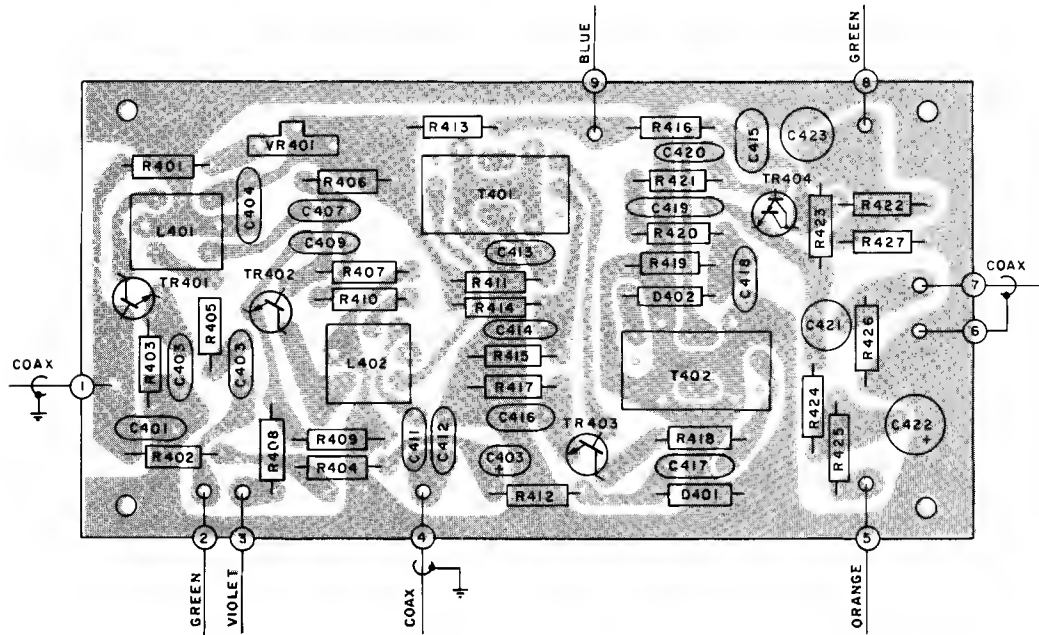 BLUE
GREEN
9
8
R413
R416
C415
C423
VR401
C420
R401
TR404
R406
T401
R421
C404
C407
C419
R423
R422
L401
R420
R427
C409
C413
TR401
TR402
R407
R411
R419
C418
COAX
7
R410
R414
D402
R405
C421
6
C414
R426
L402
R415
T402
R403
C403
C403
COAX
1
R417
R424
C401
C416
C422
+
TR403
R408
R409
C411
C412
R418
R425
R402
R404
C403
+
C417
R412
D401
2
3
4
5
GREEN
VIOLET
COAX
ORANGE